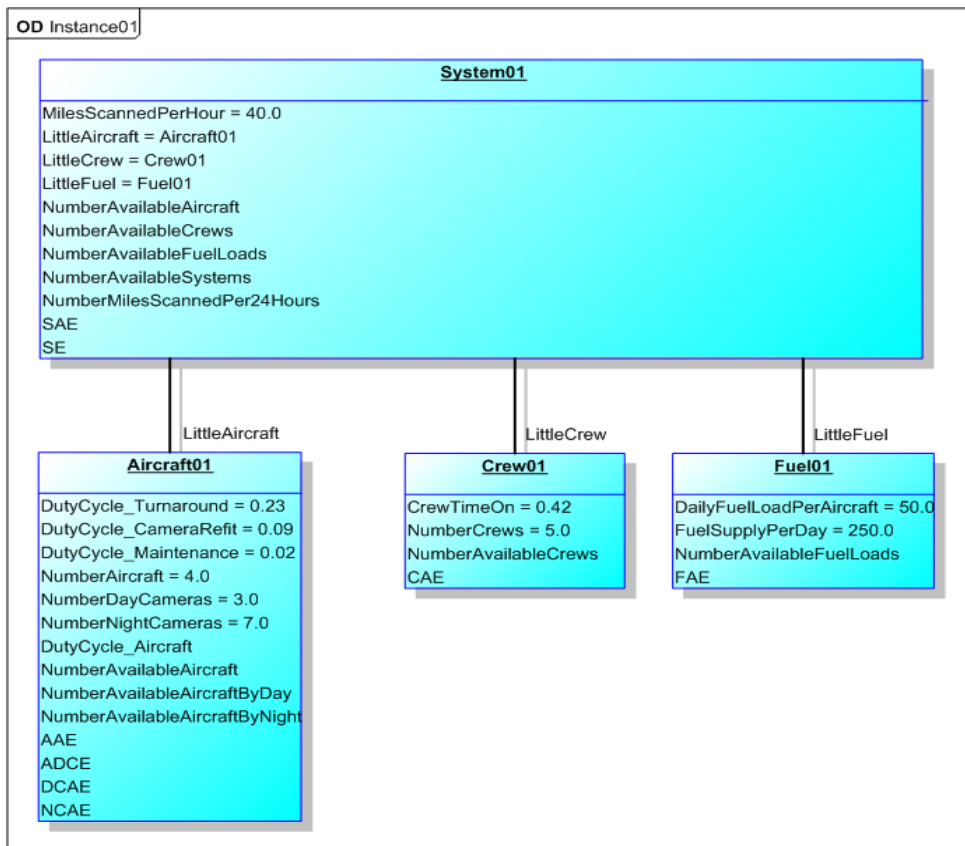 OD Instance01
System01
MilesScannedPerHour = 40.0
LittleAircraft = Aircraft01
LittleCrew = Crew01
LittleFuel = Fuel01
NumberAvailableAircraft
NumberAvailableCrews
NumberAvailableFuelLoads
NumberAvailableSystems
NumberMilesScannedPer24Hours
SAE
SE
LittleAircraft
LittleCrew
LittleFuel
Aircraft01
DutyCycle_Turnaround = 0.23
DutyCycle_CameraRefit = 0.09
DutyCycle_Maintenance = 0.02
NumberAircraft = 4.0
NumberDayCameras = 3.0
NumberNightCameras = 7.0
DutyCycle_Aircraft
NumberAvailableAircraft
NumberAvailableAircraftByDay
NumberAvailableAircraftByNight
AAE
ADCE
DCAE
NCAE
Crew01
CrewTimeOn = 0.42
NumberCrews = 5.0
NumberAvailableCrews
CAE
Fuel01
DailyFuelLoadPerAircraft = 50.0
FuelSupplyPerDay = 250.0
NumberAvailableFuelLoads
FAE